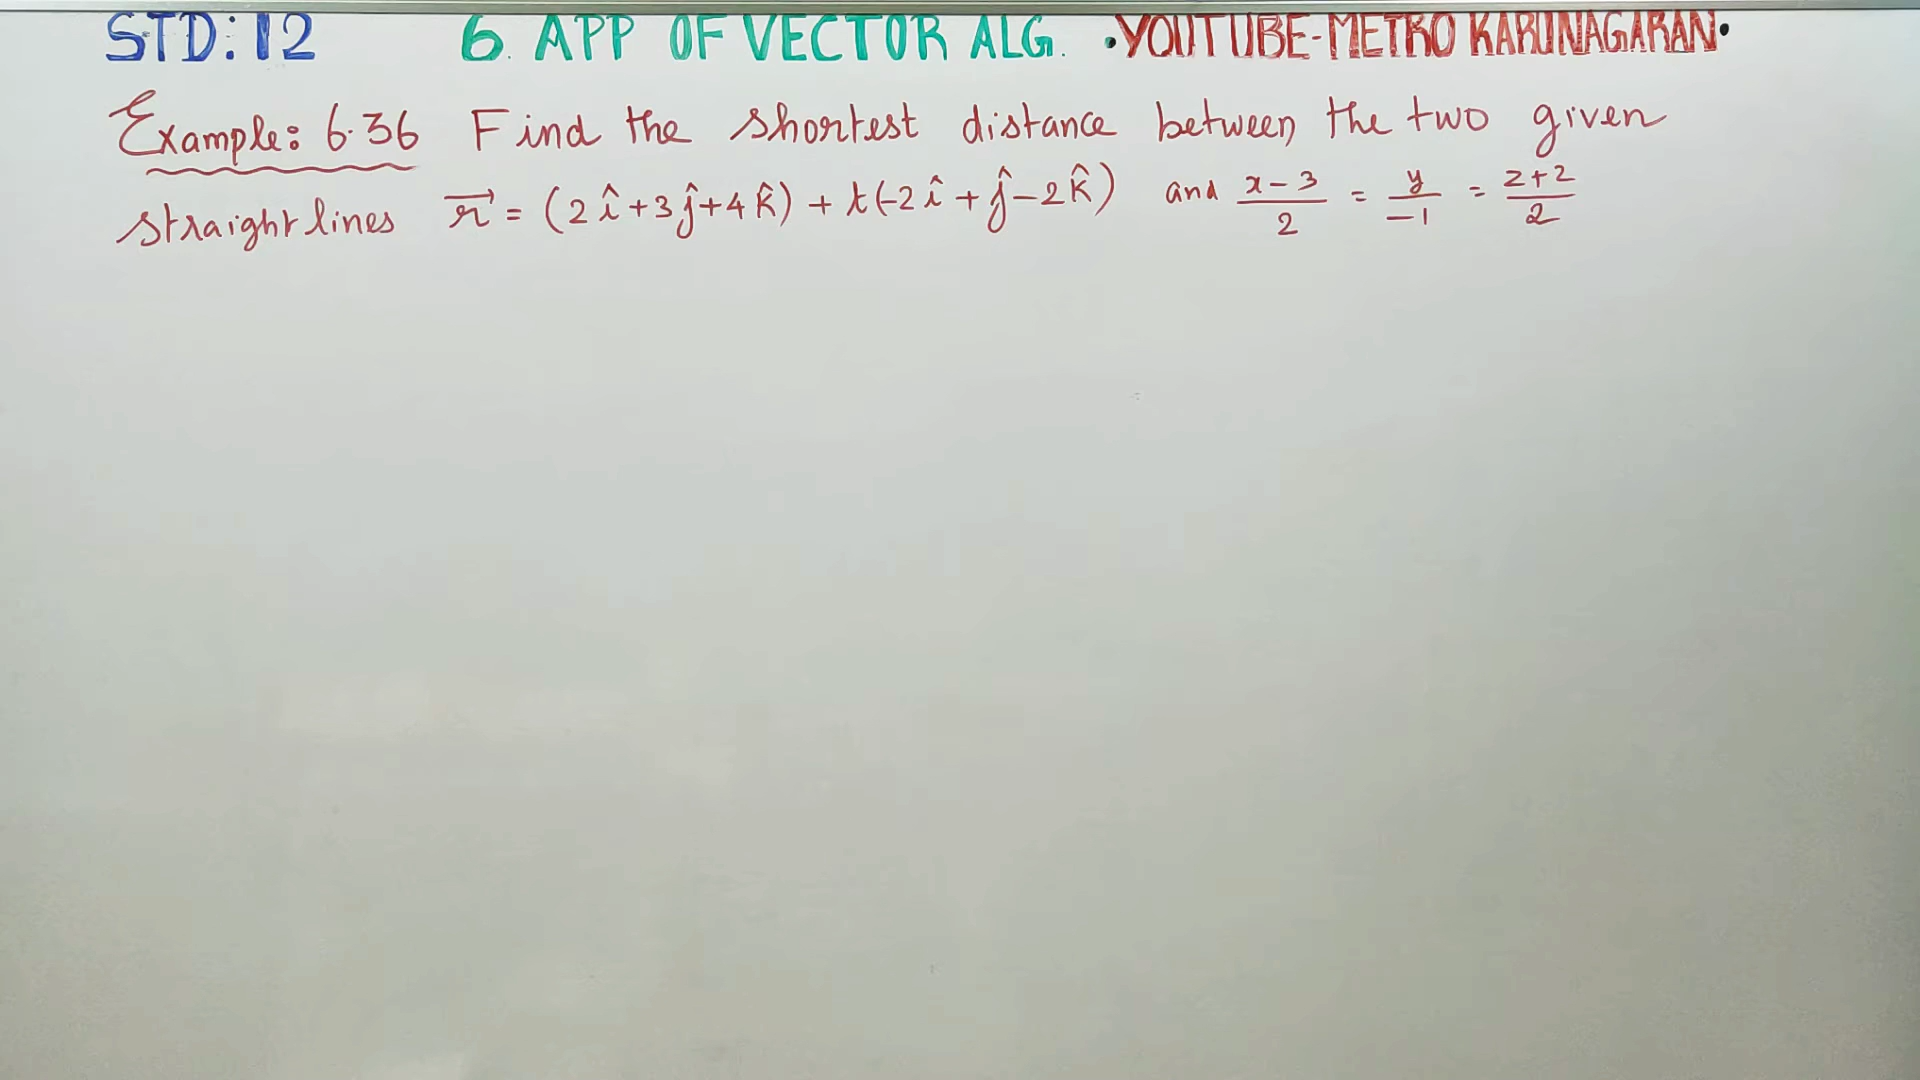 STD: 12 6. APP OF VECTOR ALG. •YOUTUBE-METRO KARUNAGARAN•
Example: 6.36 Find the shortest distance between the two given
straight lines r⃗ = (2î+3ĵ+4k̂) + t(-2î+ĵ-2k̂) and (x-3)/2 = y/-1 = (z+2)/2